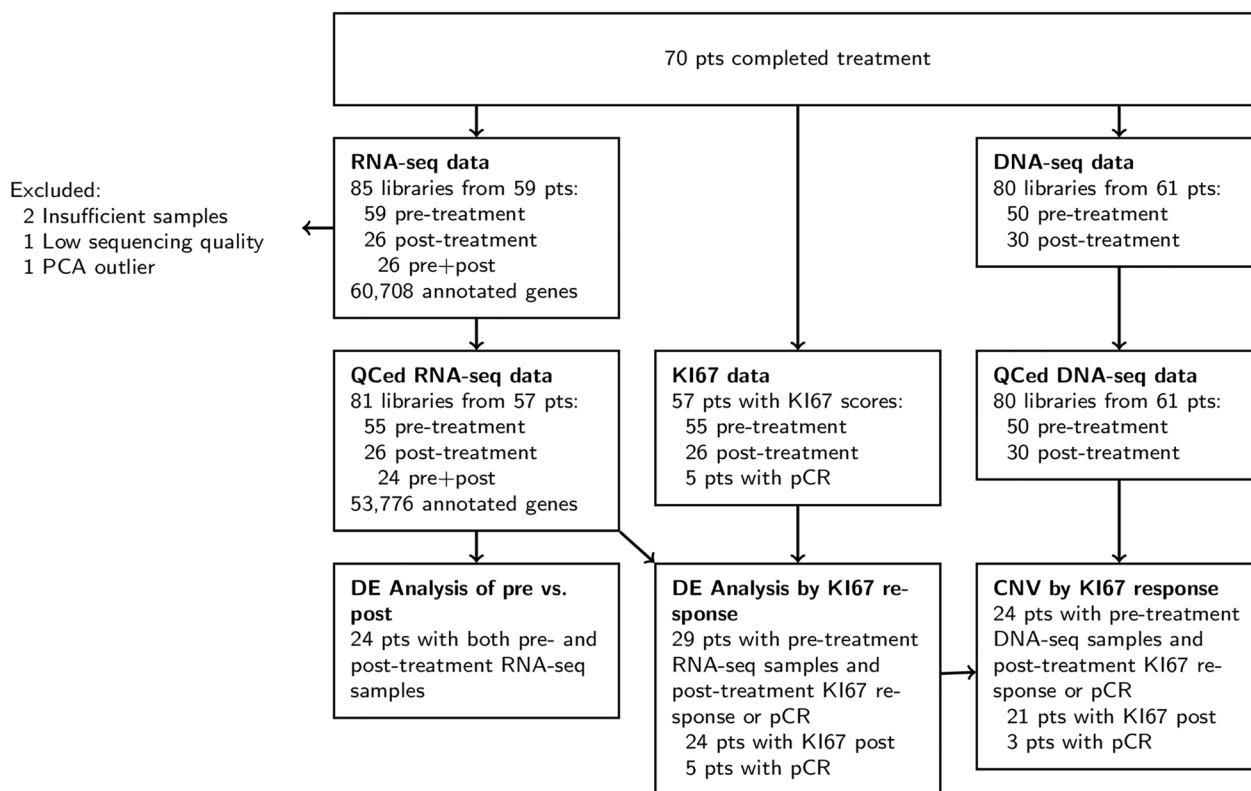 70 pts completed treatment
RNA-seq data
85 libraries from 59 pts:
59 pre-treatment
26 post-treatment
26 pre+post
60,708 annotated genes
Excluded:
2 Insufficient samples
1 Low sequencing quality
1 PCA outlier
DNA-seq data
80 libraries from 61 pts:
50 pre-treatment
30 post-treatment
QCed RNA-seq data
81 libraries from 57 pts:
55 pre-treatment
26 post-treatment
24 pre+post
53,776 annotated genes
KI67 data
57 pts with KI67 scores:
55 pre-treatment
26 post-treatment
5 pts with pCR
QCed DNA-seq data
80 libraries from 61 pts:
50 pre-treatment
30 post-treatment
DE Analysis of pre vs.
post
24 pts with both pre- and
post-treatment RNA-seq
samples
DE Analysis by KI67 re-
sponse
29 pts with pre-treatment
RNA-seq samples and
post-treatment KI67 re-
sponse or pCR
24 pts with KI67 post
5 pts with pCR
CNV by KI67 response
24 pts with pre-treatment
DNA-seq samples and
post-treatment KI67 re-
sponse or pCR
21 pts with KI67 post
3 pts with pCR